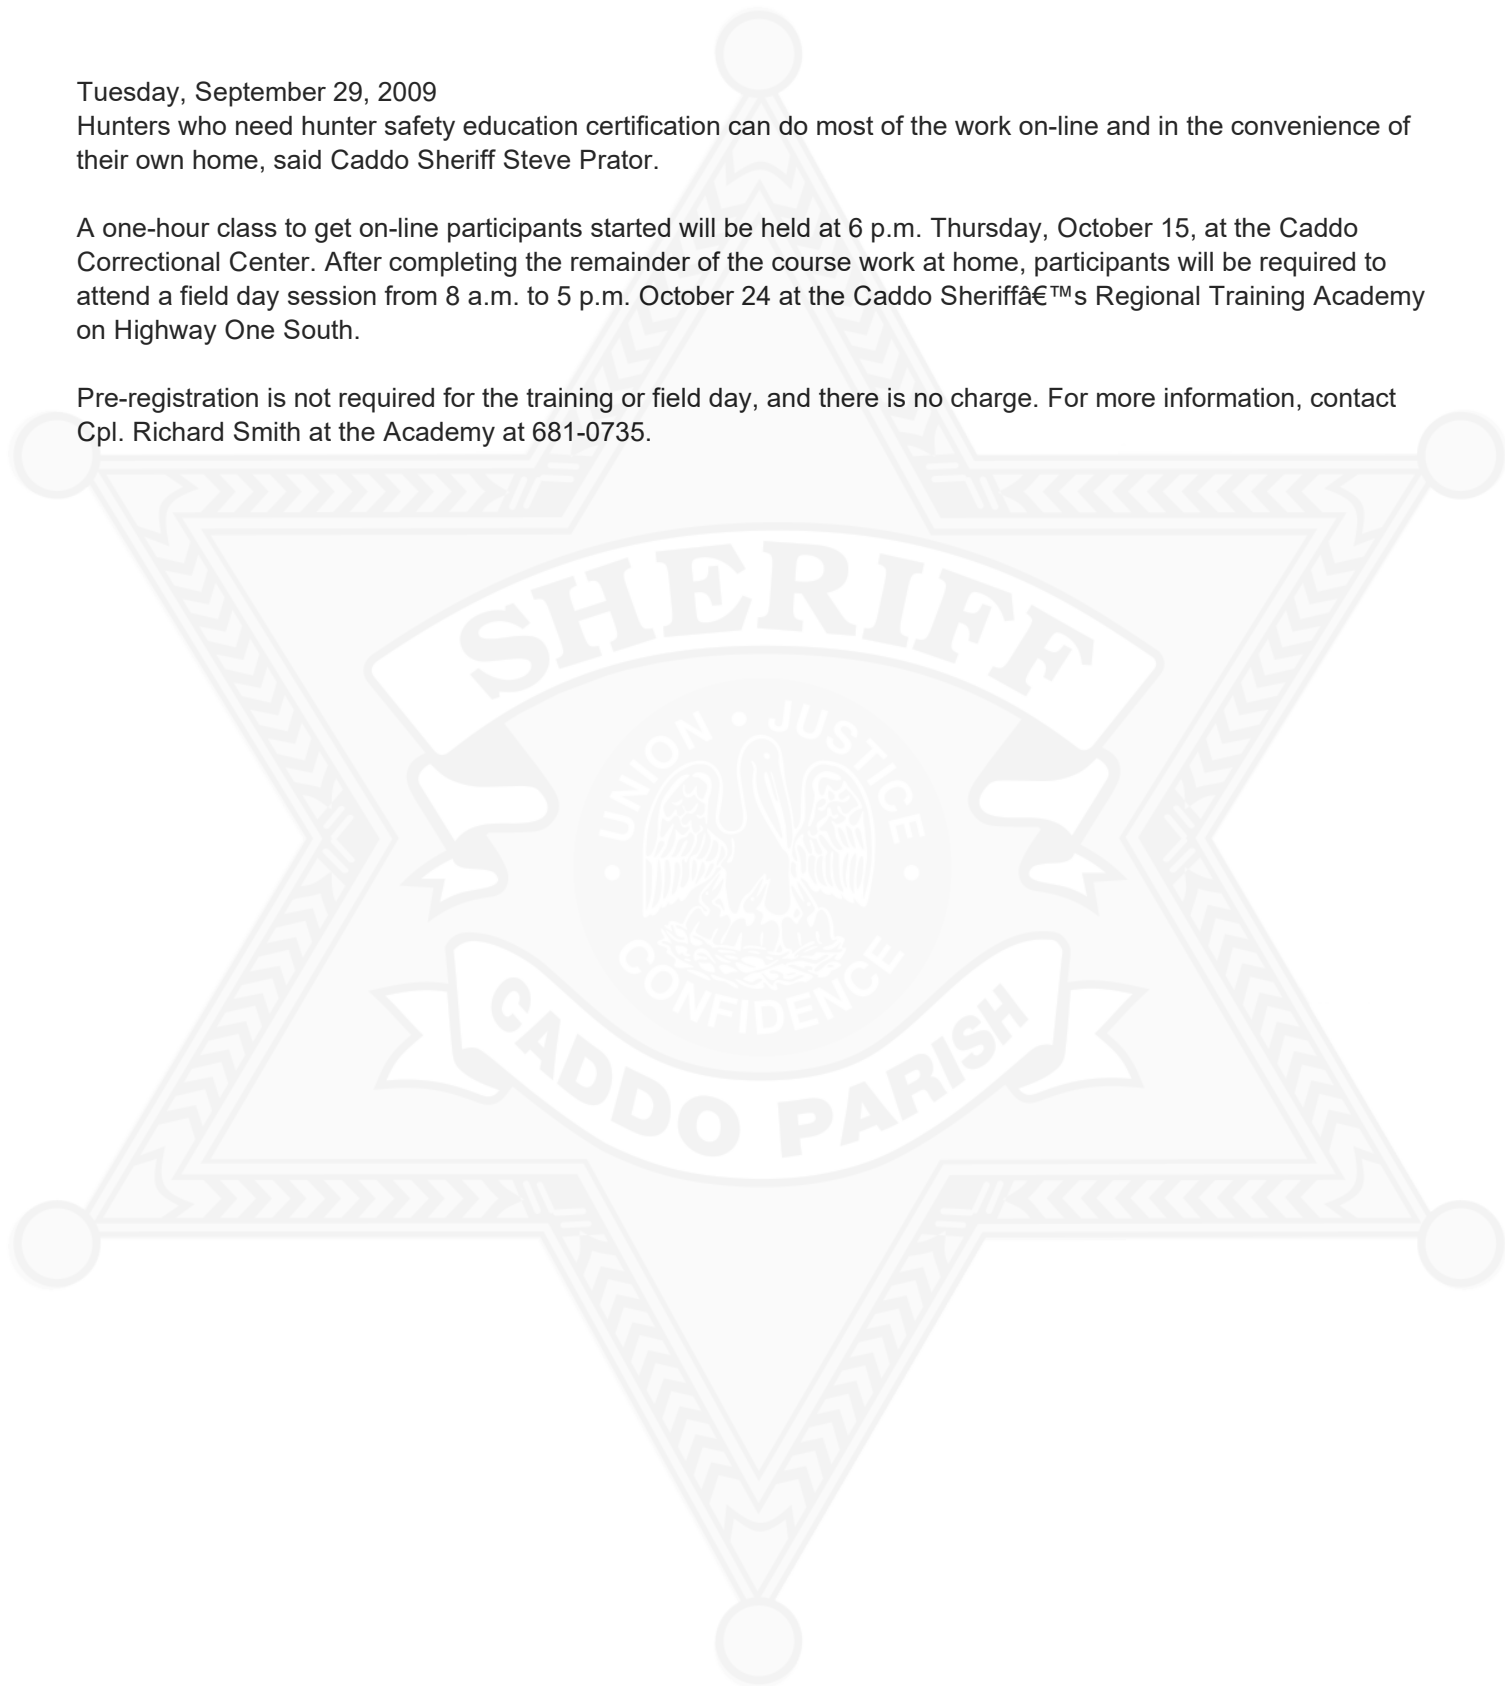 Tuesday, September 29, 2009
Hunters who need hunter safety education certification can do most of the work on-line and in the convenience of
their own home, said Caddo Sheriff Steve Prator.
A one-hour class to get on-line participants started will be held at 6 p.m. Thursday, October 15, at the Caddo
Correctional Center. After completing the remainder of the course work at home, participants will be required to
attend a field day session from 8 a.m. to 5 p.m. October 24 at the Caddo Sheriffâ€™s Regional Training Academy
on Highway One South.
Pre-registration is not required for the training or field day, and there is no charge. For more information, contact
Cpl. Richard Smith at the Academy at 681-0735.
SHERIFF
UNION • JUSTICE
• CONFIDENCE •
CADDO PARISH